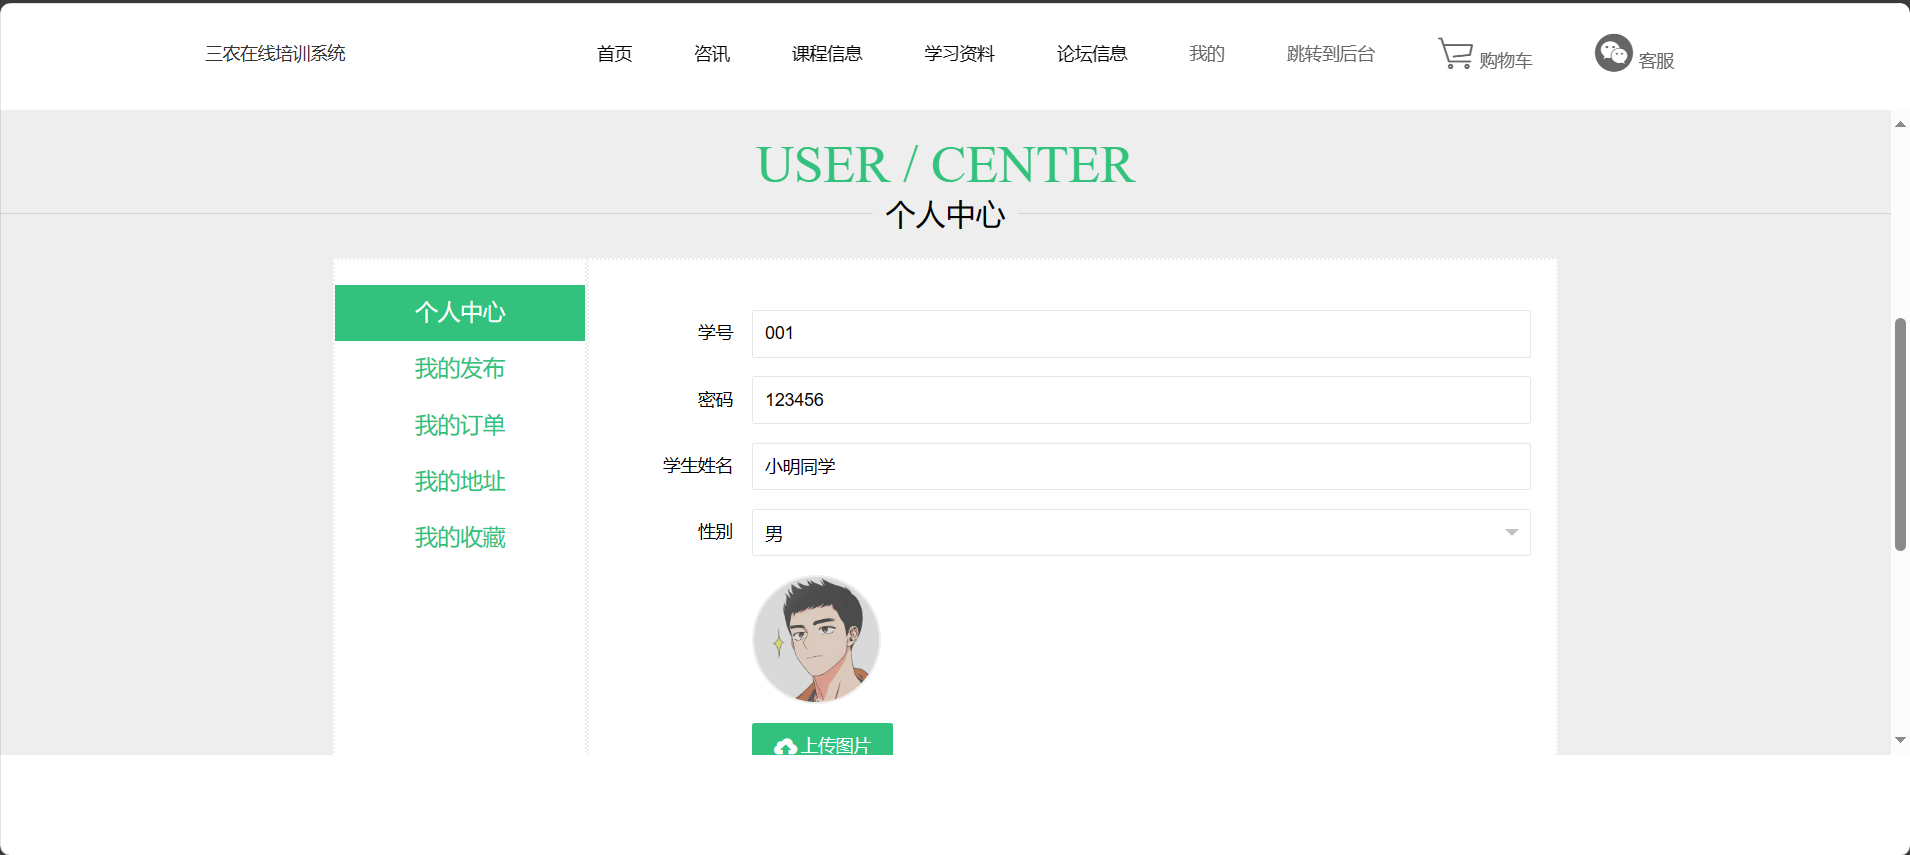 三农在线培训系统 首页 咨讯 课程信息 学习资料 论坛信息 我的 跳转到后台 购物车 客服
USER / CENTER
个人中心
个人中心
我的发布
我的订单
我的地址
我的收藏
学号 001
密码 123456
学生姓名 小明同学
性别 男
上传图片